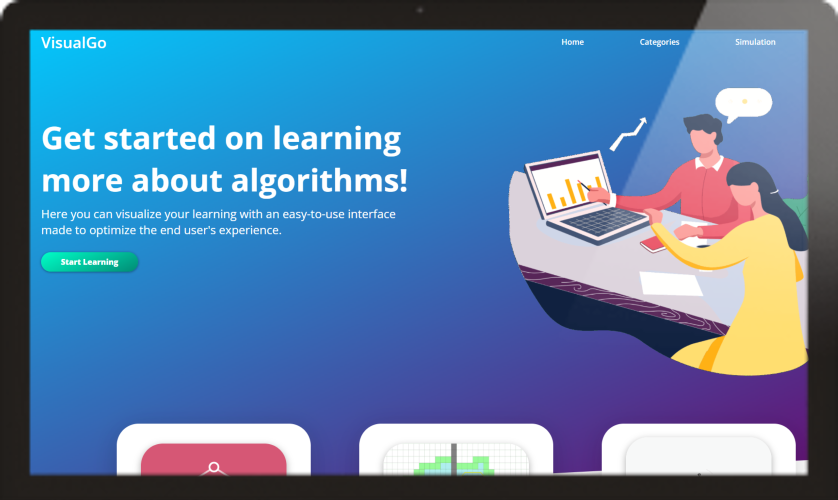 VisualGo
Home
Categories
Simulation
Get started on learning
more about algorithms!
Here you can visualize your learning with an easy-to-use interface
made to optimize the end user's experience.
Start Learning